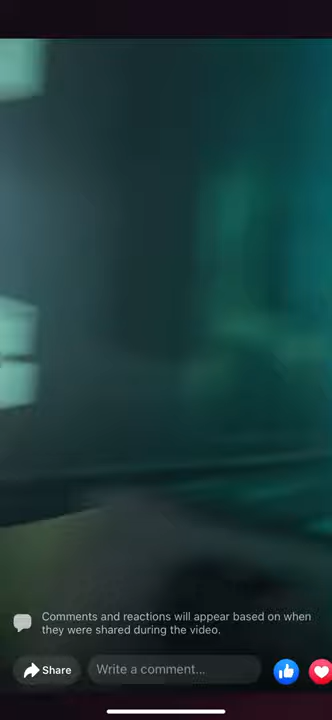 Comments and reactions will appear based on when
they were shared during the video.
Share
Write a comment...